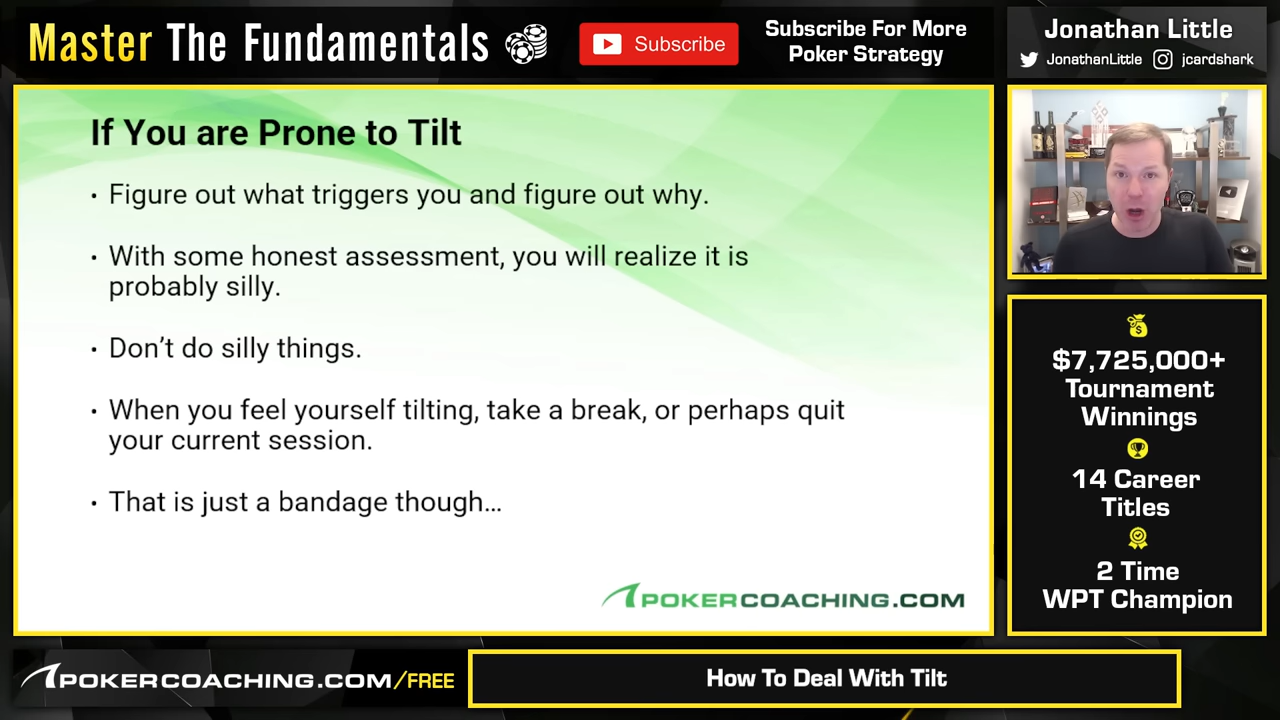 Master The Fundamentals
Subscribe
Subscribe For More
Poker Strategy
Jonathan Little
JonathanLittle
jcardshark
If You are Prone to Tilt
· Figure out what triggers you and figure out why.
· With some honest assessment, you will realize it is
probably silly.
· Don’t do silly things.
· When you feel yourself tilting, take a break, or perhaps quit
your current session.
· That is just a bandage though...
POKERCOACHING.COM
$7,725,000+
Tournament
Winnings
14 Career
Titles
2 Time
WPT Champion
POKERCOACHING.COM/FREE
How To Deal With Tilt